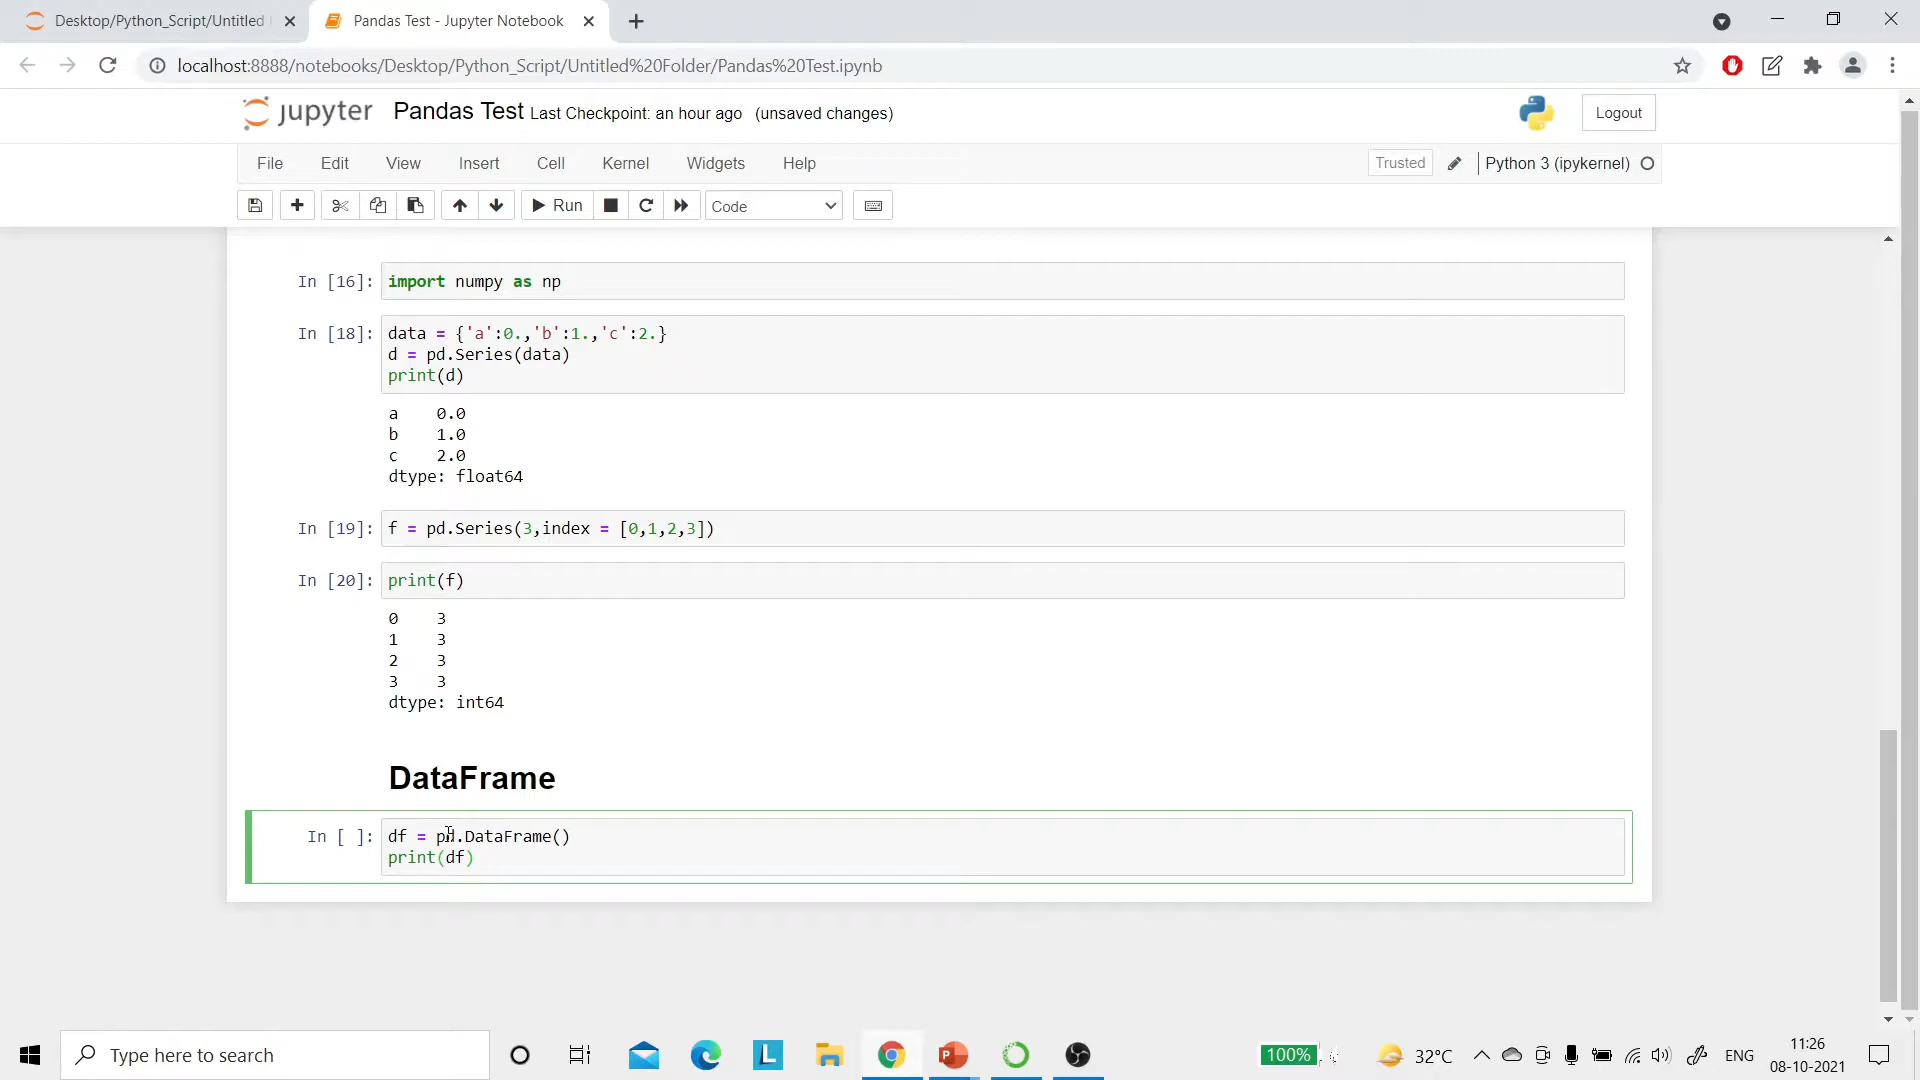 Desktop/Python_Script/Untitled
Pandas Test - Jupyter Notebook
localhost:8888/notebooks/Desktop/Python_Script/Untitled%20Folder/Pandas%20Test.ipynb
jupyter Pandas Test Last Checkpoint: an hour ago (unsaved changes)
Logout
File Edit View Insert Cell Kernel Widgets Help
Trusted Python 3 (ipykernel)
Run Code
In [16]: import numpy as np
In [18]: data = {'a':0.,'b':1.,'c':2.}
d = pd.Series(data)
print(d)
a 0.0
b 1.0
c 2.0
dtype: float64
In [19]: f = pd.Series(3,index = [0,1,2,3])
In [20]: print(f)
0 3
1 3
2 3
3 3
dtype: int64
DataFrame
In [ ]: df = pd.DataFrame()
print(df)
Type here to search
L
100%
32°C
ENG
11:26
08-10-2021